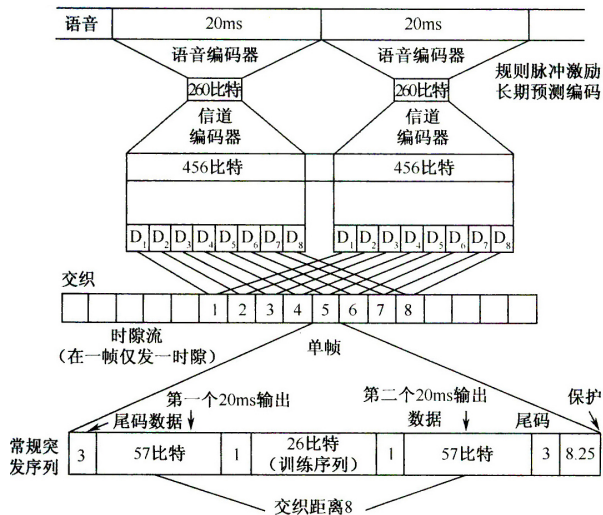 语音 20ms 20ms
语音编码器 语音编码器
规则脉冲激励
长期预测编码
260比特 260比特
信道
编码器
信道
编码器
456比特 456比特
D1 D2 D3 D4 D5 D6 D7 D8 D1 D2 D3 D4 D5 D6 D7 D8
交织
1 2 3 4 5 6 7 8
时隙流
(在一帧仅发一时隙)
单帧
第一个20ms输出
尾码数据
第二个20ms输出
数据
尾码
保护
常规突
发序列
3 57比特 1 26比特
(训练序列)
1 57比特 3 8.25
交织距离8